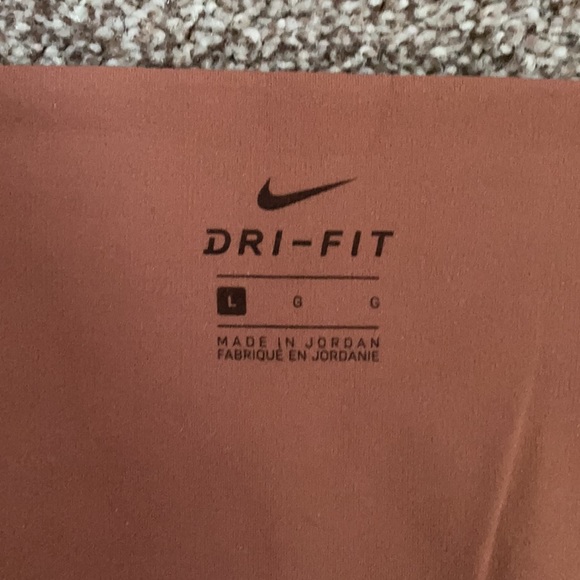 DRI-FIT
L G G
MADE IN JORDAN
FABRIQUÉ EN JORDANIE